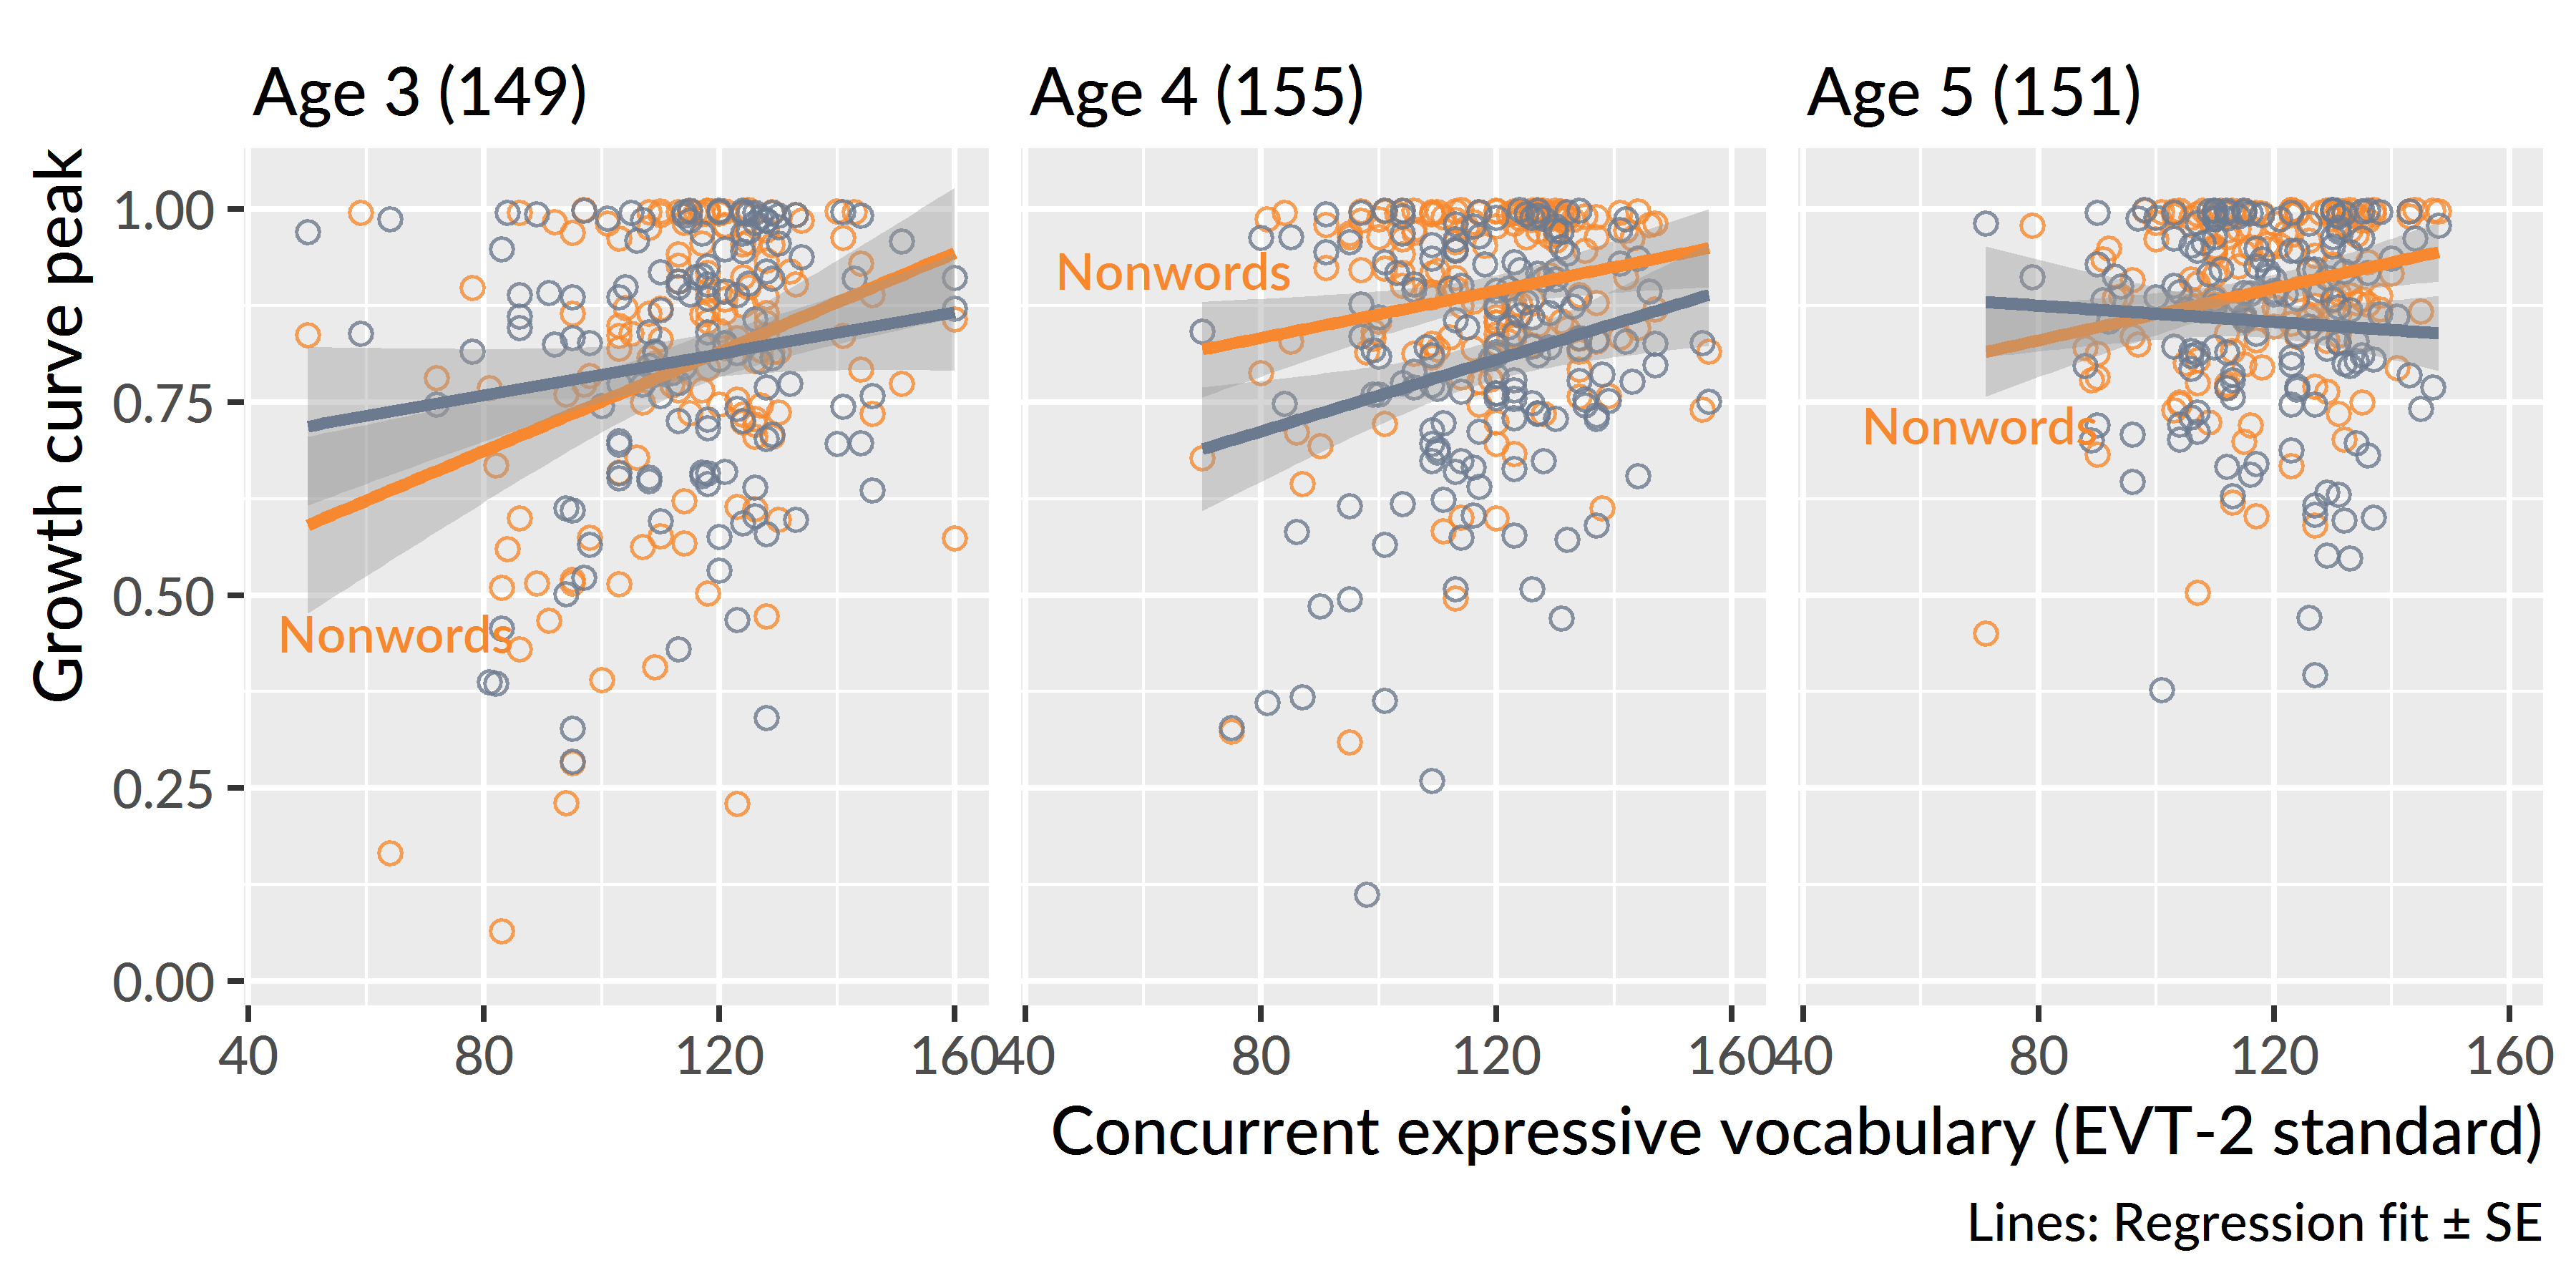 Age 3 (149)
Age 4 (155)
Age 5 (151)
Growth curve peak
1.00
0.75
0.50
0.25
0.00
Nonwords
Nonwords
Nonwords
40 80 120 160
40 80 120 160
40 80 120 160
Concurrent expressive vocabulary (EVT-2 standard)
Lines: Regression fit ± SE